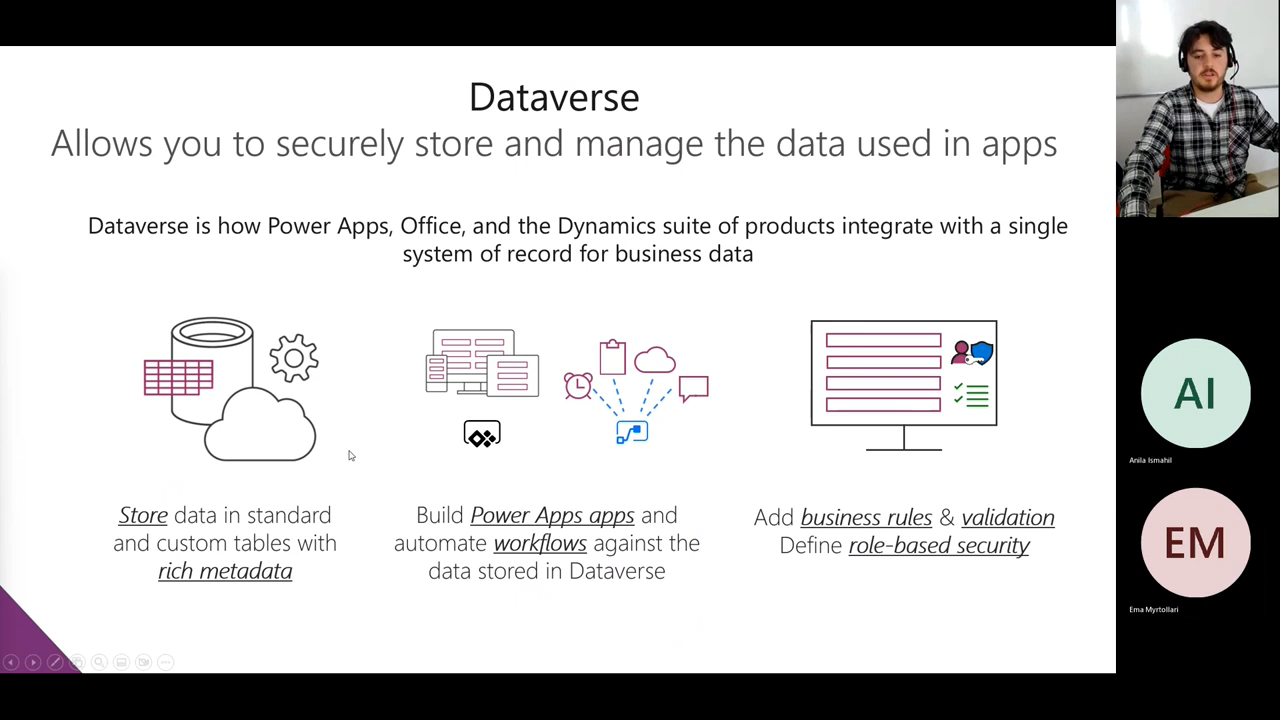 Dataverse
Allows you to securely store and manage the data used in apps
Dataverse is how Power Apps, Office, and the Dynamics suite of products integrate with a single
system of record for business data
Store data in standard
and custom tables with
rich metadata
Build Power Apps apps and
automate workflows against the
data stored in Dataverse
Add business rules & validation
Define role-based security
AI
Anila Ismahil
EM
Ema Myrtollari